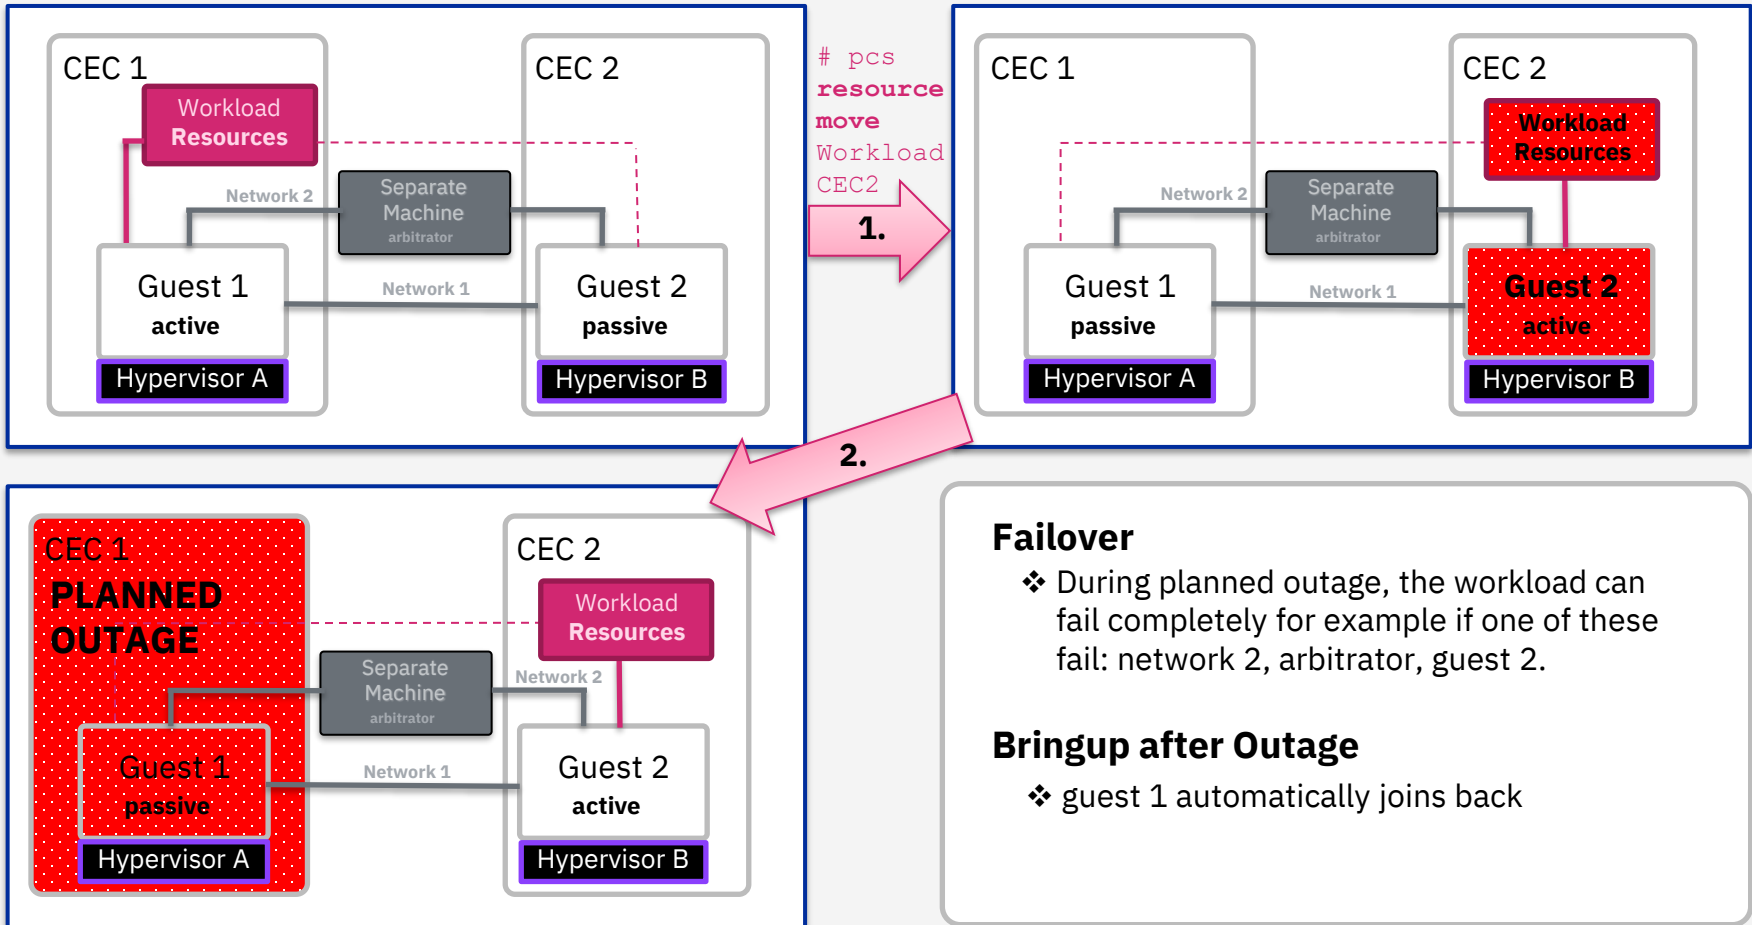 CEC 1
CEC 2
Workload
Resources
Network 2
Separate
Machine
arbitrator
Guest 1
active
Network 1
Guest 2
passive
Hypervisor A
Hypervisor B
# pcs
resource
move
Workload
CEC2
1.
CEC 1
CEC 2
Workload
Resources
Network 2
Separate
Machine
arbitrator
Guest 1
passive
Network 1
Guest 2
active
Hypervisor A
Hypervisor B
2.
CEC 1
PLANNED
OUTAGE
CEC 2
Workload
Resources
Separate
Machine
arbitrator
Network 2
Guest 1
passive
Network 1
Guest 2
active
Hypervisor A
Hypervisor B
Failover
❖ During planned outage, the workload can
fail completely for example if one of these
fail: network 2, arbitrator, guest 2.
Bringup after Outage
❖ guest 1 automatically joins back